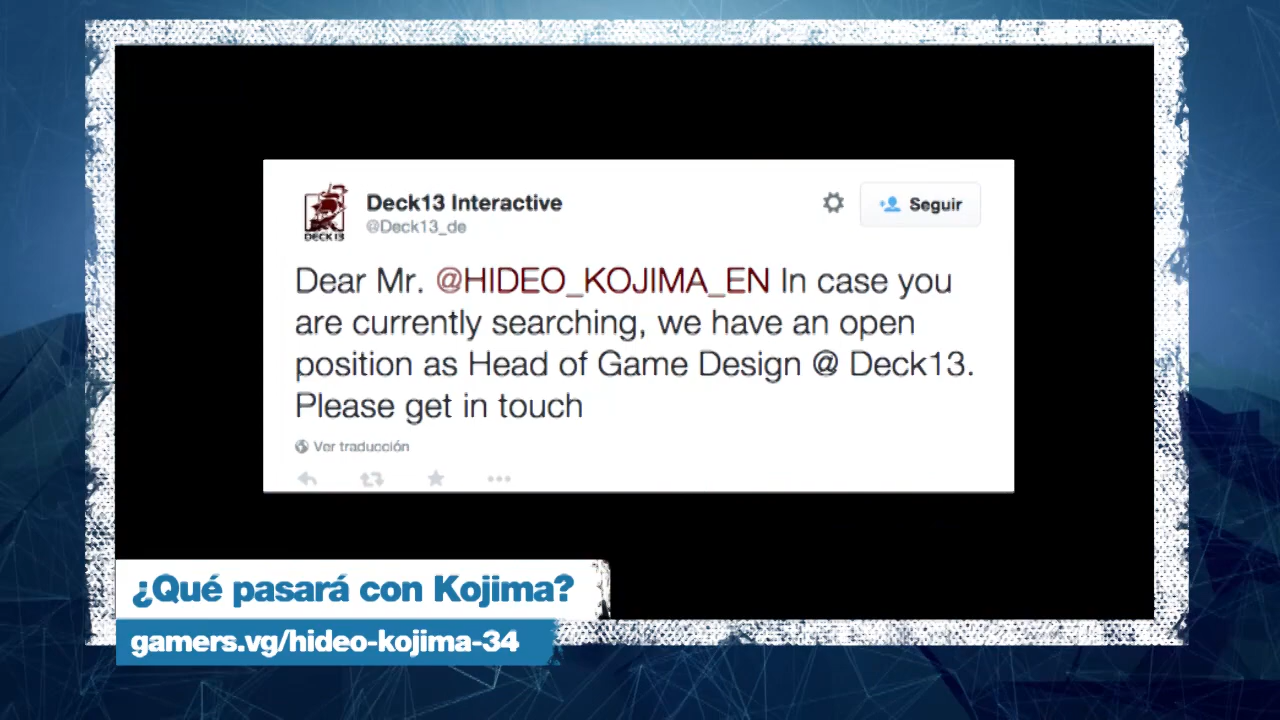 Deck13 Interactive
@Deck13_de
Seguir
DECK13
Dear Mr. @HIDEO_KOJIMA_EN In case you
are currently searching, we have an open
position as Head of Game Design @ Deck13.
Please get in touch
Ver traducción
¿Qué pasará con Kojima?
gamers.vg/hideo-kojima-34